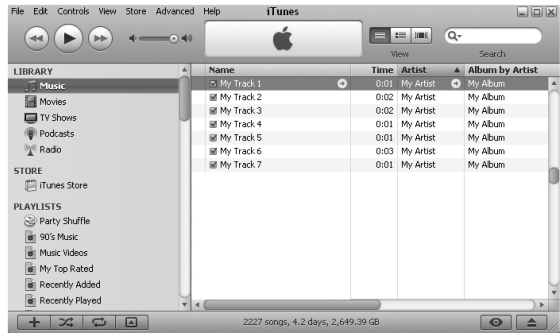 File Edit Controls View Store Advanced Help iTunes
View Search
LIBRARY
Music
Movies
TV Shows
Podcasts
Radio
STORE
iTunes Store
PLAYLISTS
Party Shuffle
90's Music
Music Videos
My Top Rated
Recently Added
Recently Played
Name Time Artist Album by Artist
My Track 1 0:01 My Artist My Album
My Track 2 0:02 My Artist My Album
My Track 3 0:02 My Artist My Album
My Track 4 0:01 My Artist My Album
My Track 5 0:01 My Artist My Album
My Track 6 0:03 My Artist My Album
My Track 7 0:01 My Artist My Album
2227 songs, 4.2 days, 2,649.39 GB